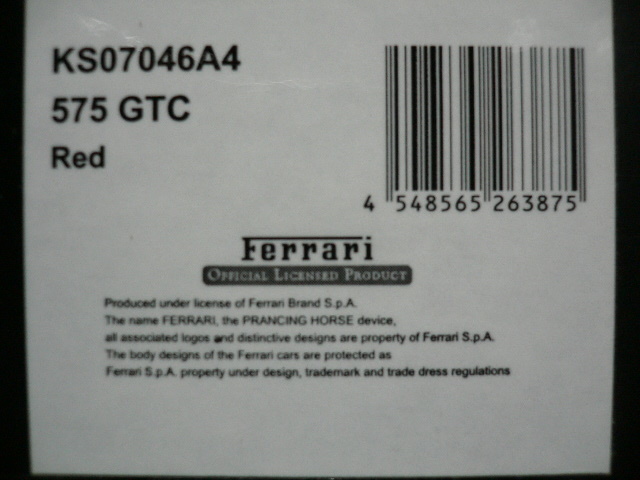 KS07046A4
575 GTC
Red
4 548565 263875
Ferrari
OFFICIAL LICENSED PRODUCT
Produced under license of Ferrari Brand S.p.A.
The name FERRARI, the PRANCING HORSE device,
all associated logos and distinctive designs are property of Ferrari S.p.A.
The body designs of the Ferrari cars are protected as
Ferrari S.p.A. property under design, trademark and trade dress regulations